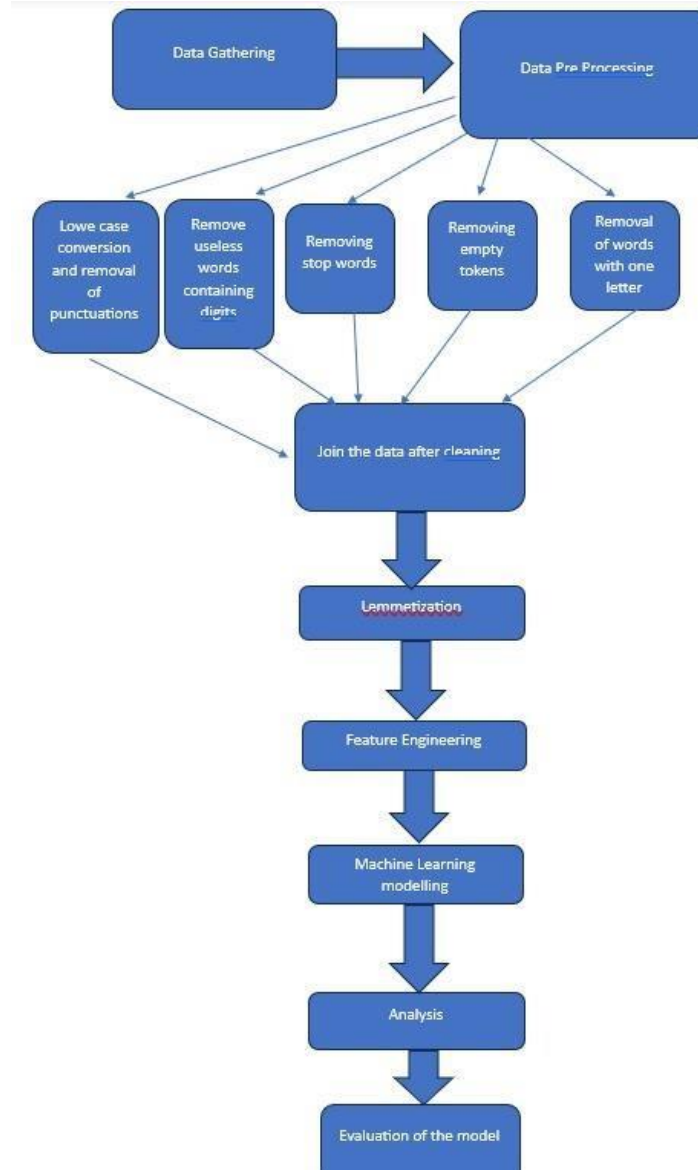 Data Gathering
Data Pre Processing
Lowe case
conversion
and removal
of
punctuations
Remove
useless
words
containing
digits
Removing
stop words
Removing
empty
tokens
Removal
of words
with one
letter
Join the data after cleaning
Lemmetization
Feature Engineering
Machine Learning
modelling
Analysis
Evaluation of the model